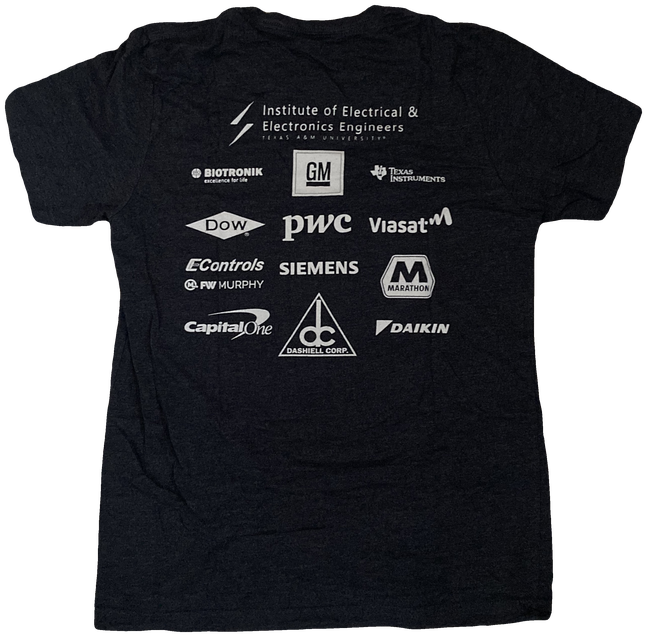 Institute of Electrical &
Electronics Engineers
TEXAS A&M UNIVERSITY®
BIOTRONIK
excellence for life
GM
TEXAS INSTRUMENTS
Dow
pwc
Viasat
EControls
FW MURPHY
SIEMENS
M
MARATHON
CapitalOne
dc
DASHIELL CORP.
DAIKIN